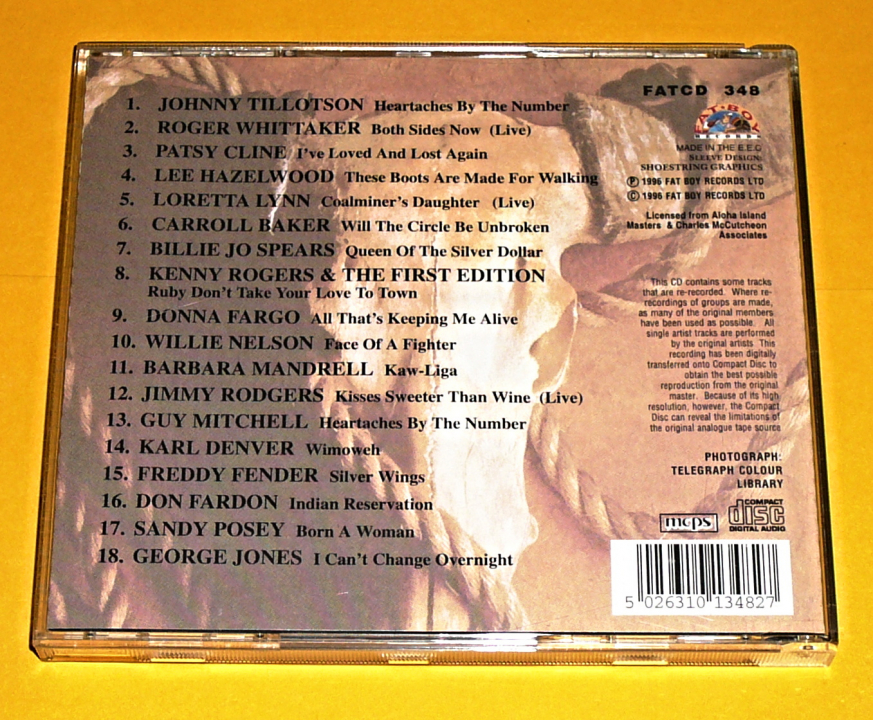 1. JOHNNY TILLOTSON Heartaches By The Number
2. ROGER WHITTAKER Both Sides Now (Live)
3. PATSY CLINE I've Loved And Lost Again
4. LEE HAZELWOOD These Boots Are Made For Walking
5. LORETTA LYNN Coalminer's Daughter (Live)
6. CARROLL BAKER Will The Circle Be Unbroken
7. BILLIE JO SPEARS Queen Of The Silver Dollar
8. KENNY ROGERS & THE FIRST EDITION
Ruby Don't Take Your Love To Town
9. DONNA FARGO All That's Keeping Me Alive
10. WILLIE NELSON Face Of A Fighter
11. BARBARA MANDRELL Kaw-Liga
12. JIMMY RODGERS Kisses Sweeter Than Wine (Live)
13. GUY MITCHELL Heartaches By The Number
14. KARL DENVER Wimoweh
15. FREDDY FENDER Silver Wings
16. DON FARDON Indian Reservation
17. SANDY POSEY Born A Woman
18. GEORGE JONES I Can't Change Overnight
FATCD 348
FAT BOY
RECORDS
MADE IN THE E.E.C
SLEEVE DESIGN:
SHOESTRING GRAPHICS
Ⓟ 1996 FAT BOY RECORDS LTD
© 1996 FAT BOY RECORDS LTD
Licensed from Aloha Island
Masters & Charles McCutcheon
Associates
This CD contains some tracks
that are re-recorded. Where re-
recordings of groups are made,
as many of the original members
have been used as possible. All
single artist tracks are performed
by the original artists This
recording has been digitally
transferred onto Compact Disc to
obtain the best possible
reproduction from the original
master. Because of its high
resolution, however, the Compact
Disc can reveal the limitations of
the original analogue tape source
PHOTOGRAPH:
TELEGRAPH COLOUR
LIBRARY
mcps
COMPACT
disc
DIGITAL AUDIO
5 026310 134827